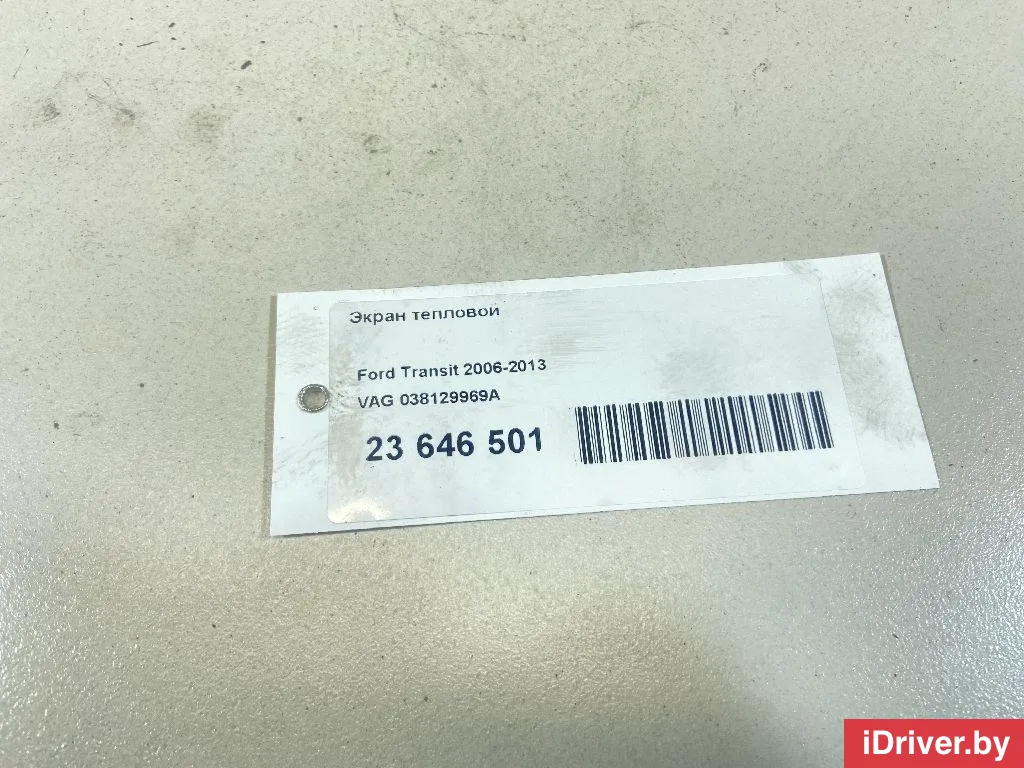 Экран тепловой
Ford Transit 2006-2013
VAG 038129969A
23 646 501
iDriver.by